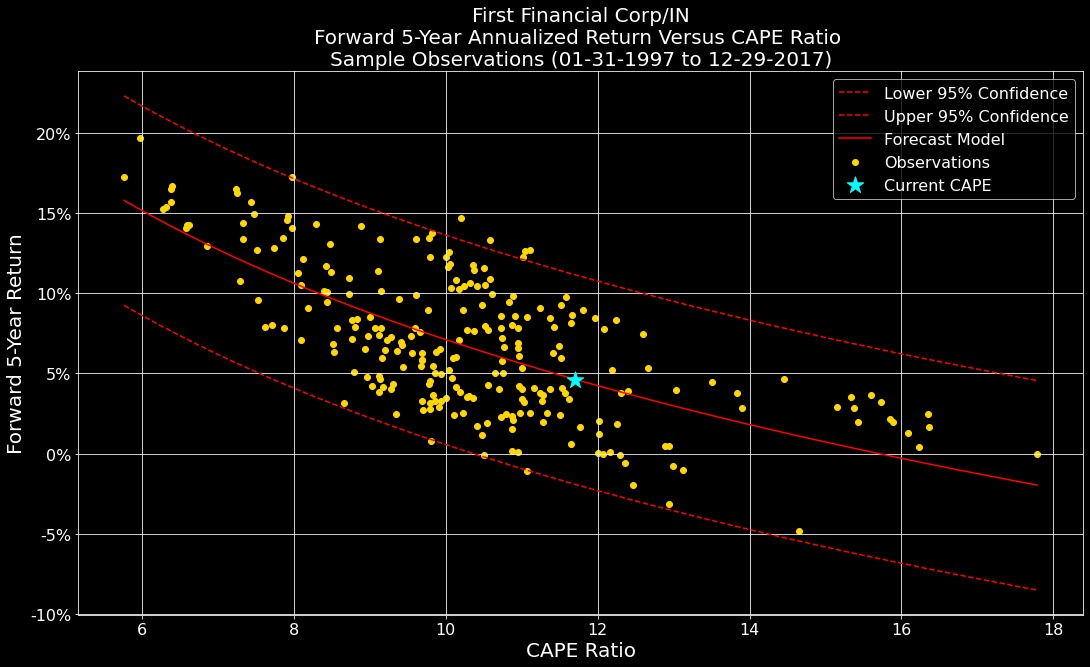 First Financial Corp/IN
Forward 5-Year Annualized Return Versus CAPE Ratio
Sample Observations (01-31-1997 to 12-29-2017)
Lower 95% Confidence
Upper 95% Confidence
Forecast Model
Observations
Current CAPE
Forward 5-Year Return
20%
15%
10%
5%
0%
-5%
-10%
6 8 10 12 14 16 18
CAPE Ratio